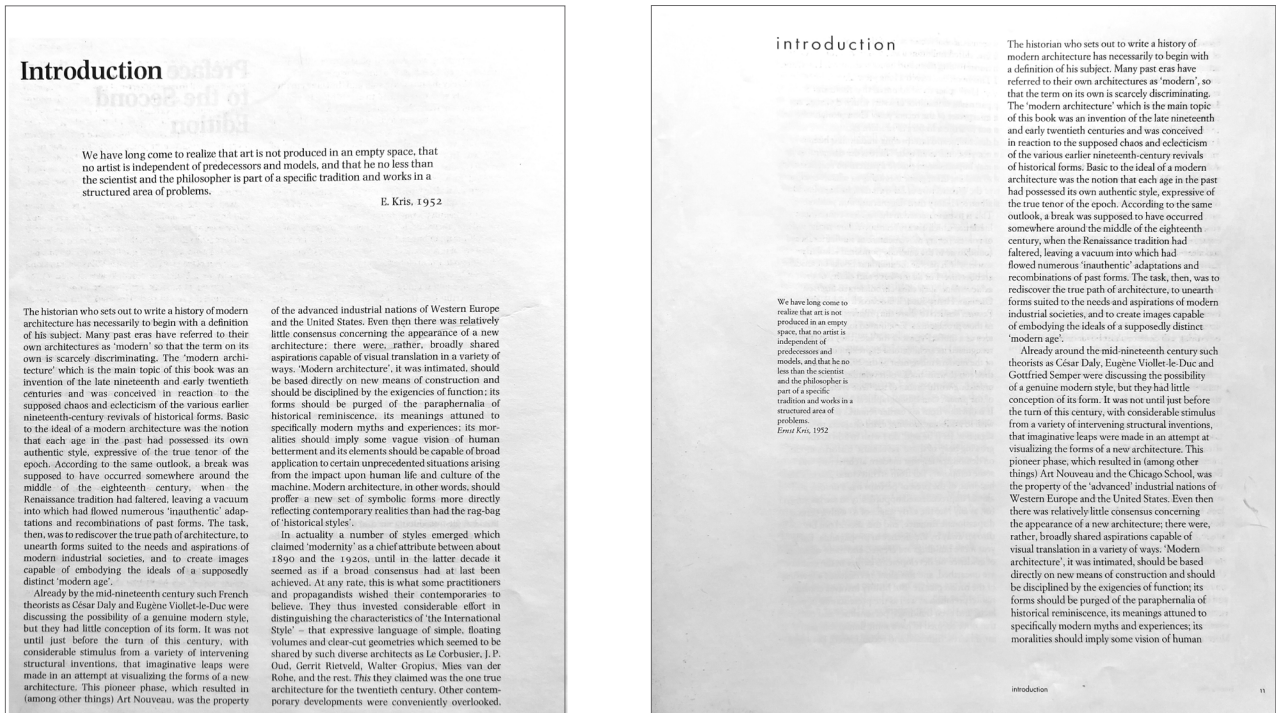 Introduction
We have long come to realize that art is not produced in an empty space, that
no artist is independent of predecessors and models, and that he no less than
the scientist and the philosopher is part of a specific tradition and works in a
structured area of problems.
E. Kris, 1952
The historian who sets out to write a history of modern
architecture has necessarily to begin with a definition
of his subject. Many past eras have referred to their
own architectures as ‘modern’ so that the term on its
own is scarcely discriminating. The ‘modern archi-
tecture’ which is the main topic of this book was an
invention of the late nineteenth and early twentieth
centuries and was conceived in reaction to the
supposed chaos and eclecticism of the various earlier
nineteenth-century revivals of historical forms. Basic
to the ideal of a modern architecture was the notion
that each age in the past had possessed its own
authentic style, expressive of the true tenor of the
epoch. According to the same outlook, a break was
supposed to have occurred somewhere around the
middle of the eighteenth century, when the
Renaissance tradition had faltered, leaving a vacuum
into which had flowed numerous ‘inauthentic’ adap-
tations and recombinations of past forms. The task,
then, was to rediscover the true path of architecture, to
unearth forms suited to the needs and aspirations of
modern industrial societies, and to create images
capable of embodying the ideals of a supposedly
distinct ‘modern age’.
Already by the mid-nineteenth century such French
theorists as César Daly and Eugène Viollet-le-Duc were
discussing the possibility of a genuine modern style,
but they had little conception of its form. It was not
until just before the turn of this century, with
considerable stimulus from a variety of intervening
structural inventions, that imaginative leaps were
made in an attempt at visualizing the forms of a new
architecture. This pioneer phase, which resulted in
(among other things) Art Nouveau, was the property
of the advanced industrial nations of Western Europe
and the United States. Even then there was relatively
little consensus concerning the appearance of a new
architecture; there were, rather, broadly shared
aspirations capable of visual translation in a variety of
ways. ‘Modern architecture’, it was intimated, should
be based directly on new means of construction and
should be disciplined by the exigencies of function; its
forms should be purged of the paraphernalia of
historical reminiscence, its meanings attuned to
specifically modern myths and experiences; its mor-
alities should imply some vague vision of human
betterment and its elements should be capable of broad
application to certain unprecedented situations arising
from the impact upon human life and culture of the
machine. Modern architecture, in other words, should
proffer a new set of symbolic forms more directly
reflecting contemporary realities than had the rag-bag
of ‘historical styles’.
In actuality a number of styles emerged which
claimed ‘modernity’ as a chief attribute between about
1890 and the 1920s, until in the latter decade it
seemed as if a broad consensus had at last been
achieved. At any rate, this is what some practitioners
and propagandists wished their contemporaries to
believe. They thus invested considerable effort in
distinguishing the characteristics of ‘the International
Style’ – that expressive language of simple, floating
volumes and clear-cut geometries which seemed to be
shared by such diverse architects as Le Corbusier, J. P.
Oud, Gerrit Rietveld, Walter Gropius, Mies van der
Rohe, and the rest. This they claimed was the one true
architecture for the twentieth century. Other contem-
porary developments were conveniently overlooked.
introduction
We have long come to
realize that art is not
produced in an empty
space, that no artist is
independent of
predecessors and
models, and that he no
less than the scientist
and the philosopher is
part of a specific
tradition and works in a
structured area of
problems.
Ernst Kris, 1952
The historian who sets out to write a history of
modern architecture has necessarily to begin with
a definition of his subject. Many past eras have
referred to their own architectures as ‘modern’, so
that the term on its own is scarcely discriminating.
The ‘modern architecture’ which is the main topic
of this book was an invention of the late nineteenth
and early twentieth centuries and was conceived
in reaction to the supposed chaos and eclecticism
of the various earlier nineteenth-century revivals
of historical forms. Basic to the ideal of a modern
architecture was the notion that each age in the past
had possessed its own authentic style, expressive of
the true tenor of the epoch. According to the same
outlook, a break was supposed to have occurred
somewhere around the middle of the eighteenth
century, when the Renaissance tradition had
faltered, leaving a vacuum into which had
flowed numerous ‘inauthentic’ adaptations and
recombinations of past forms. The task, then, was to
rediscover the true path of architecture, to unearth
forms suited to the needs and aspirations of modern
industrial societies, and to create images capable
of embodying the ideals of a supposedly distinct
‘modern age’.
Already around the mid-nineteenth century such
theorists as César Daly, Eugène Viollet-le-Duc and
Gottfried Semper were discussing the possibility
of a genuine modern style, but they had little
conception of its form. It was not until just before
the turn of this century, with considerable stimulus
from a variety of intervening structural inventions,
that imaginative leaps were made in an attempt at
visualizing the forms of a new architecture. This
pioneer phase, which resulted in (among other
things) Art Nouveau and the Chicago School, was
the property of the ‘advanced’ industrial nations of
Western Europe and the United States. Even then
there was relatively little consensus concerning
the appearance of a new architecture; there were,
rather, broadly shared aspirations capable of
visual translation in a variety of ways. ‘Modern
architecture’, it was intimated, should be based
directly on new means of construction and should
be disciplined by the exigencies of function; its
forms should be purged of the paraphernalia of
historical reminiscence, its meanings attuned to
specifically modern myths and experiences; its
moralities should imply some vision of human
introduction
11